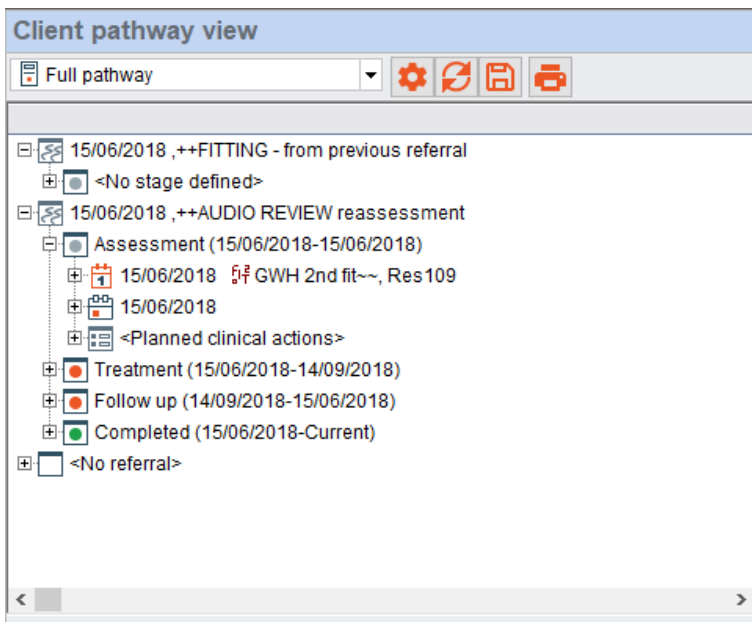 Client pathway view
Full pathway
15/06/2018 ,++FITTING - from previous referral
<No stage defined>
15/06/2018 ,++AUDIO REVIEW reassessment
Assessment (15/06/2018-15/06/2018)
15/06/2018 GWH 2nd fit~~, Res109
15/06/2018
<Planned clinical actions>
Treatment (15/06/2018-14/09/2018)
Follow up (14/09/2018-15/06/2018)
Completed (15/06/2018-Current)
<No referral>